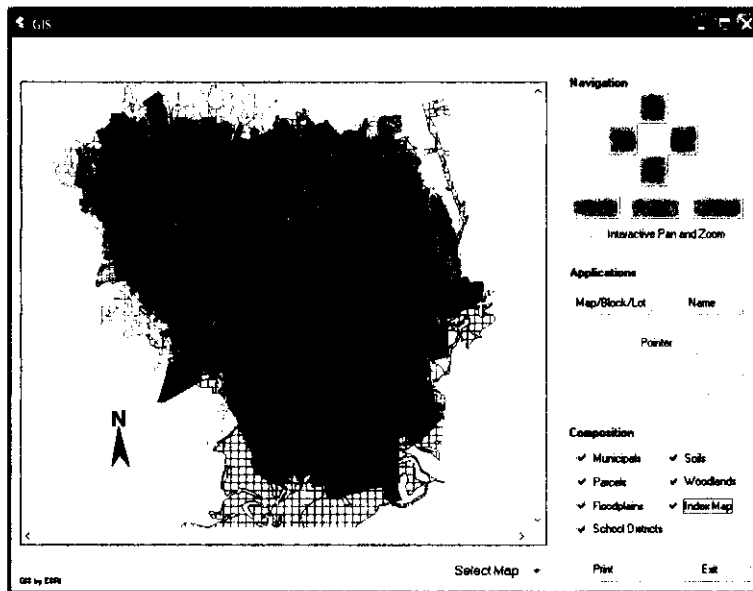 GIS
Navigation
Interactive Pan and Zoom
Applications
Map/Block/Lot Name
Pointer
N
Composition
Municipals Soils
Parcels Woodlands
Floodplains Index Map
School Districts
Select Map
Print Exit
GIS by ESRI